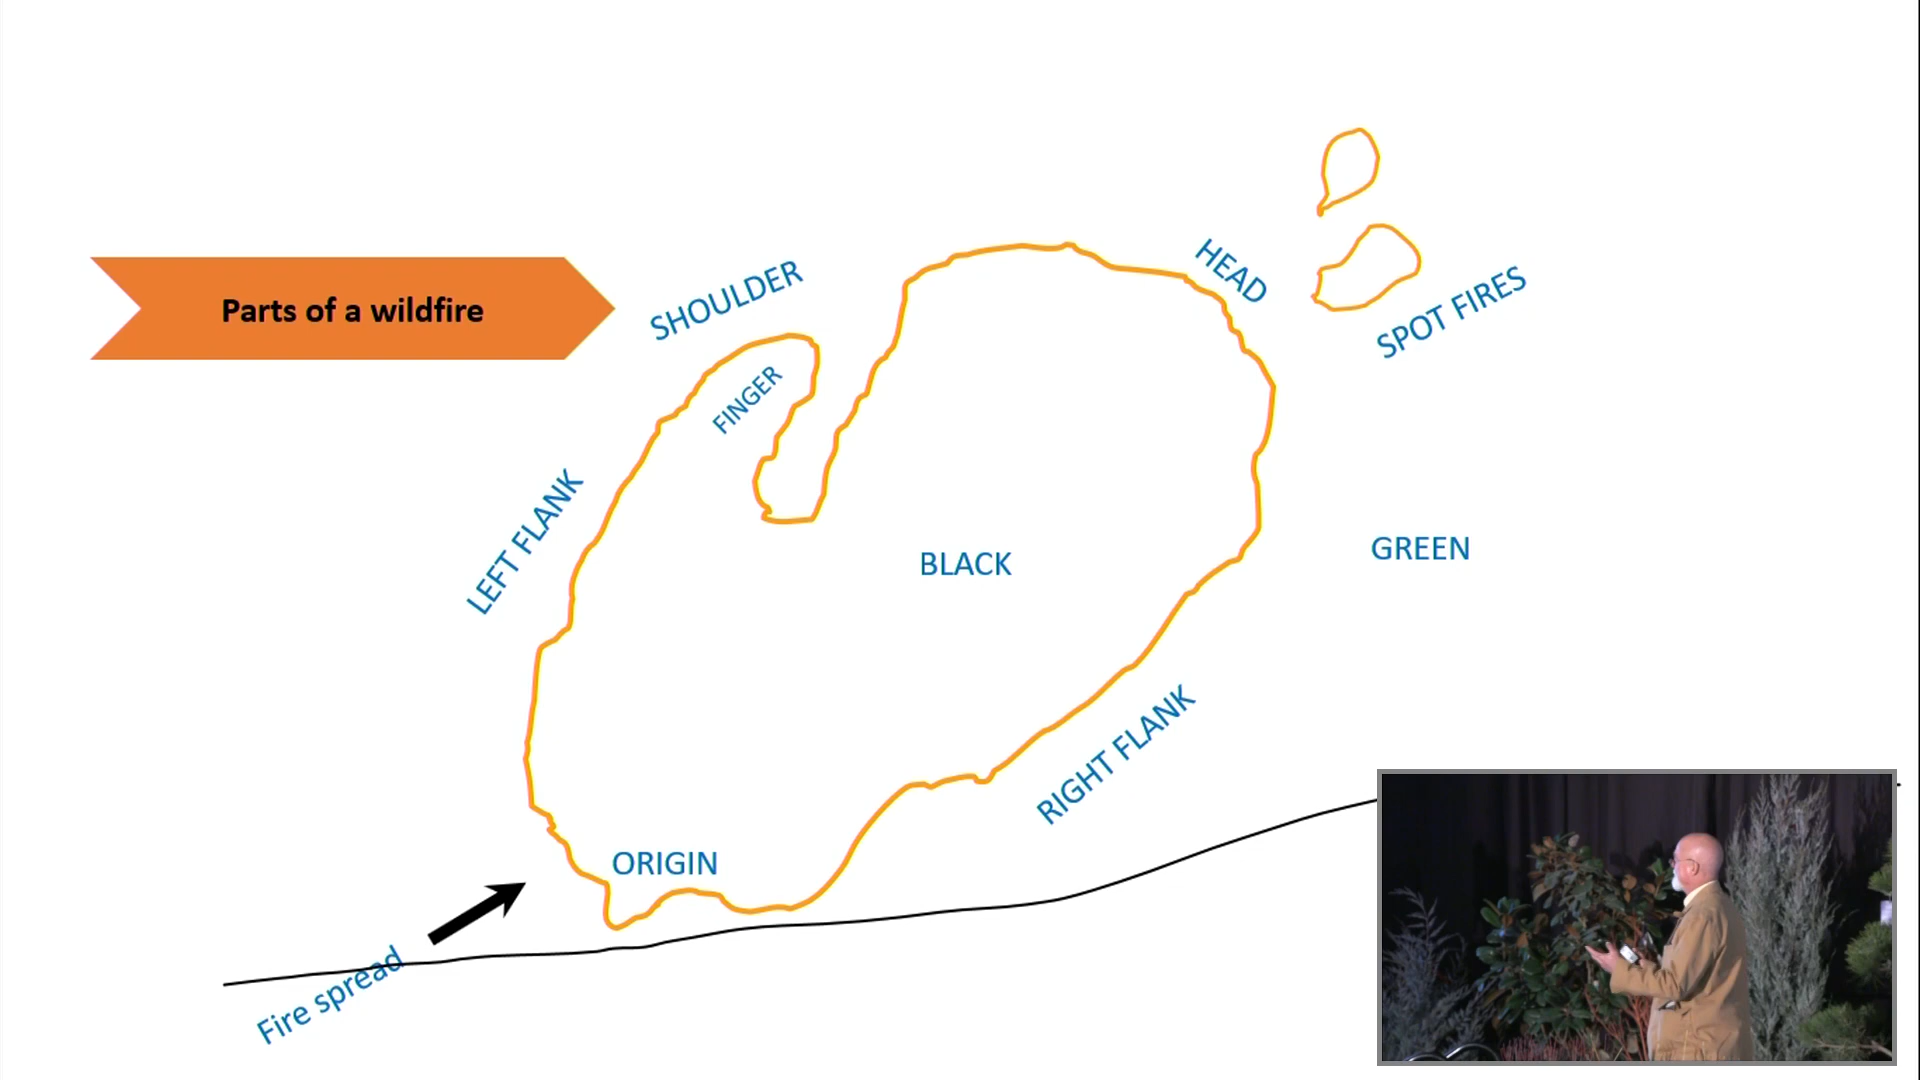 Parts of a wildfire
SHOULDER
HEAD
SPOT FIRES
FINGER
LEFT FLANK
BLACK
GREEN
RIGHT FLANK
ORIGIN
Fire spread